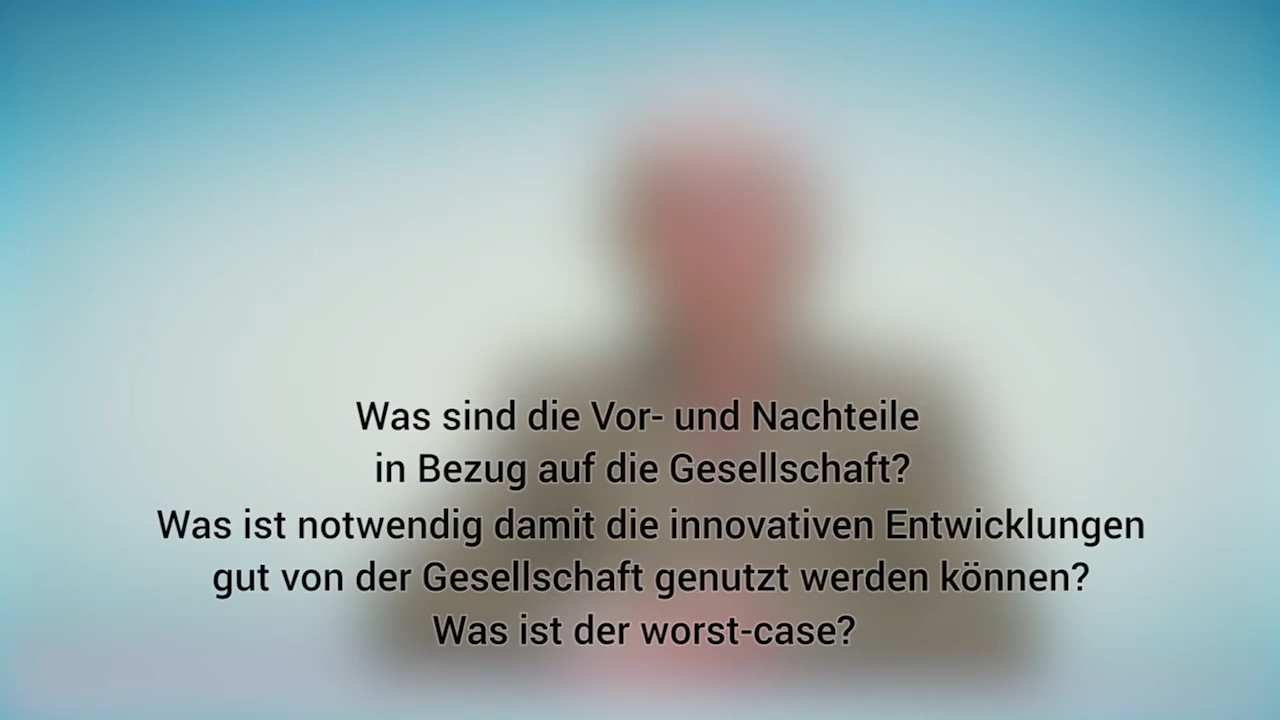 Was sind die Vor- und Nachteile
in Bezug auf die Gesellschaft?
Was ist notwendig damit die innovativen Entwicklungen
gut von der Gesellschaft genutzt werden können?
Was ist der worst-case?